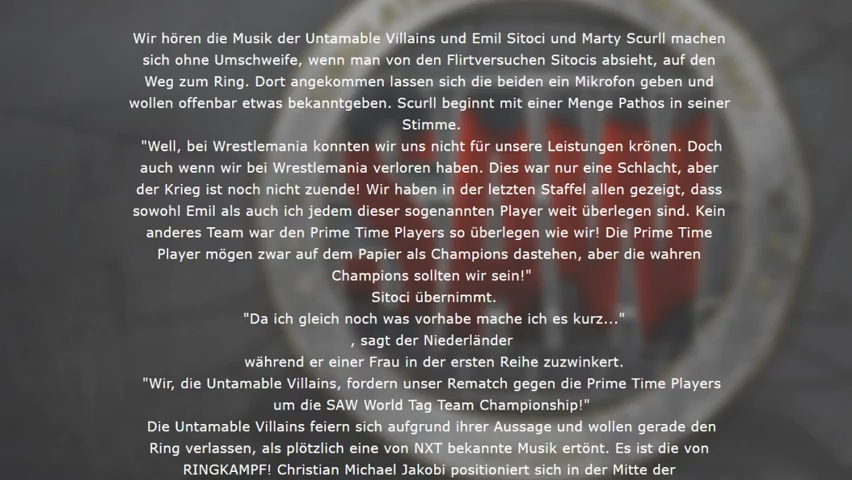 Wir hören die Musik der Untamable Villains und Emil Sitoci und Marty Scurll machen
sich ohne Umschweife, wenn man von den Flirtversuchen Sitocis absieht, auf den
Weg zum Ring. Dort angekommen lassen sich die beiden ein Mikrofon geben und
wollen offenbar etwas bekanntgeben. Scurll beginnt mit einer Menge Pathos in seiner
Stimme.
"Well, bei Wrestlemania konnten wir uns nicht für unsere Leistungen krönen. Doch
auch wenn wir bei Wrestlemania verloren haben. Dies war nur eine Schlacht, aber
der Krieg ist noch nicht zuende! Wir haben in der letzten Staffel allen gezeigt, dass
sowohl Emil als auch ich jedem dieser sogenannten Player weit überlegen sind. Kein
anderes Team war den Prime Time Players so überlegen wie wir! Die Prime Time
Player mögen zwar auf dem Papier als Champions dastehen, aber die wahren
Champions sollten wir sein!"
Sitoci übernimmt.
"Da ich gleich noch was vorhabe mache ich es kurz..."
, sagt der Niederländer
während er einer Frau in der ersten Reihe zuzwinkert.
"Wir, die Untamable Villains, fordern unser Rematch gegen die Prime Time Players
um die SAW World Tag Team Championship!"
Die Untamable Villains feiern sich aufgrund ihrer Aussage und wollen gerade den
Ring verlassen, als plötzlich eine von NXT bekannte Musik ertönt. Es ist die von
RINGKAMPF! Christian Michael Jakobi positioniert sich in der Mitte der